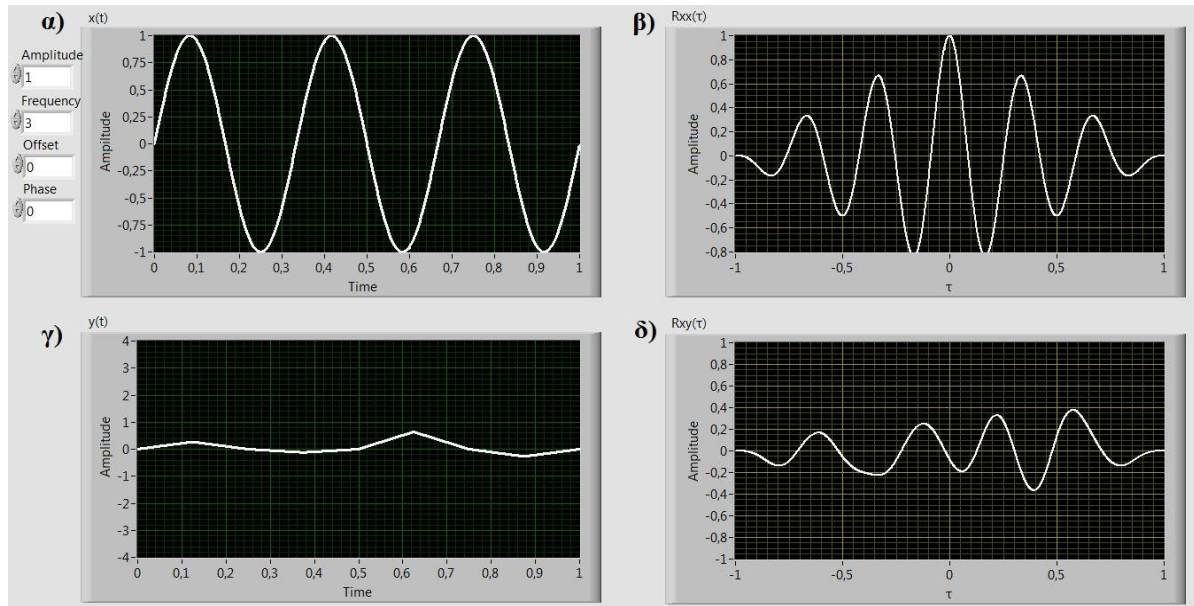 α)
x(t)
Amplitude
1
Frequency
3
Offset
0
Phase
0
Ampiltude
1
0,75
0,5
0,25
0
-0,25
-0,5
-0,75
-1
0 0,1 0,2 0,3 0,4 0,5 0,6 0,7 0,8 0,9 1
Time
β)
Rxx(τ)
Amplitude
1
0,8
0,6
0,4
0,2
0
-0,2
-0,4
-0,6
-0,8
-1 -0,5 0 0,5 1
τ
γ)
y(t)
Amplitude
4
3
2
1
0
-1
-2
-3
-4
0 0,1 0,2 0,3 0,4 0,5 0,6 0,7 0,8 0,9 1
Time
δ)
Rxy(τ)
Amplitude
1
0,8
0,6
0,4
0,2
0
-0,2
-0,4
-0,6
-0,8
-1
-1 -0,5 0 0,5 1
τ